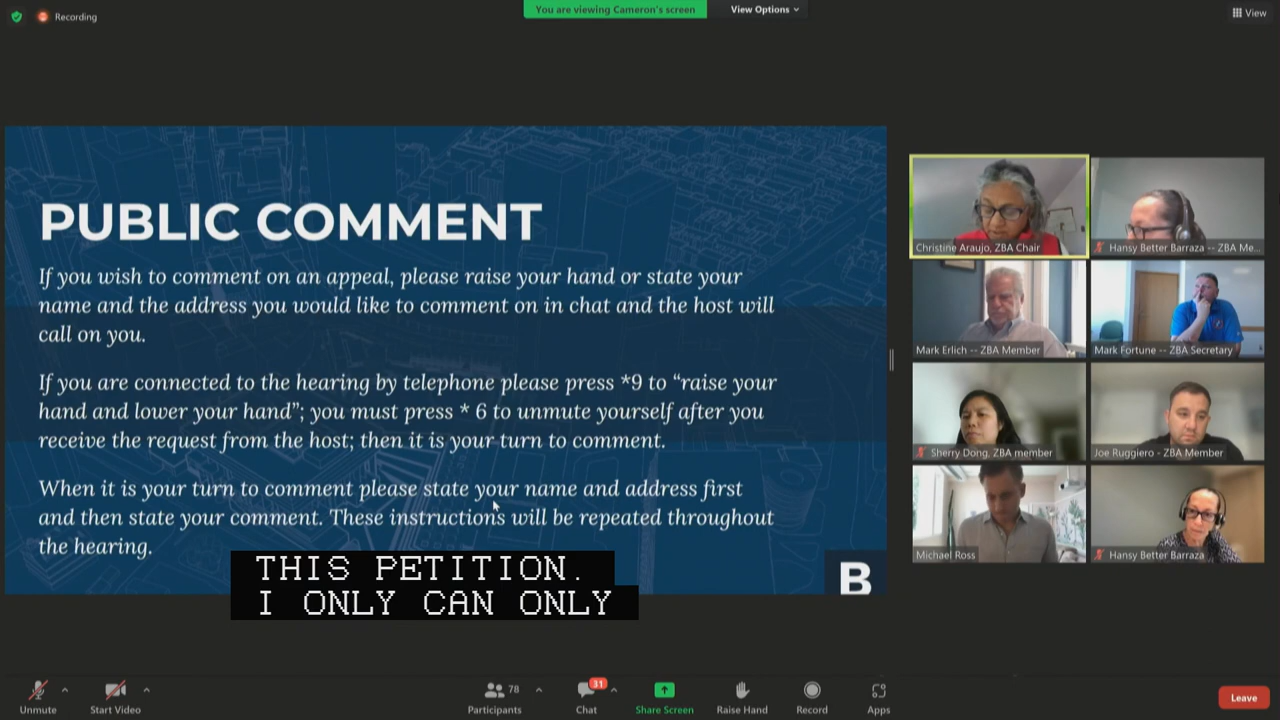 Recording
You are viewing Cameron's screen
View Options
View
PUBLIC COMMENT
If you wish to comment on an appeal, please raise your hand or state your
name and the address you would like to comment on in chat and the host will
call on you.
If you are connected to the hearing by telephone please press *9 to “raise your
hand and lower your hand”; you must press * 6 to unmute yourself after you
receive the request from the host; then it is your turn to comment.
When it is your turn to comment please state your name and address first
and then state your comment. These instructions will be repeated throughout
the hearing.
B
THIS PETITION.
I ONLY CAN ONLY
Christine Araujo, ZBA Chair
Hansy Better Barraza -- ZBA Me...
Mark Erlich -- ZBA Member
Mark Fortune -- ZBA Secretary
Sherry Dong, ZBA member
Joe Ruggiero - ZBA Member
Michael Ross
Hansy Better Barraza
Unmute
Start Video
78
Participants
31
Chat
Share Screen
Raise Hand
Record
Apps
Leave